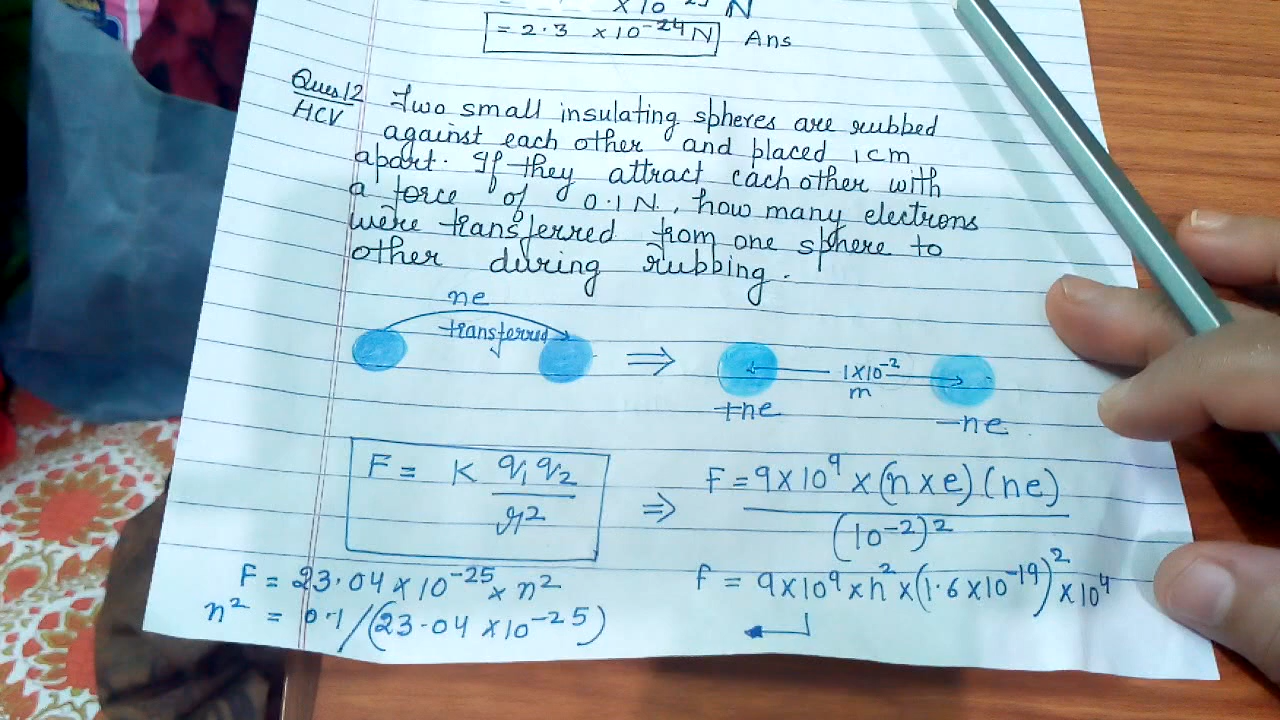 = 2.3 × 10⁻²⁴ N Ans
Ques.12
HCV
Two small insulating spheres are rubbed
against each other and placed 1 cm
apart. If they attract each other with
a force of 0.1 N, how many electrons
were transferred from one sphere to
other during rubbing.
ne
transferred
⇒
1×10⁻²
m
+ne
-ne
F = K q₁q₂ / r² ⇒ F = 9×10⁹ × (n×e)(ne) / (10⁻²)²
F = 23.04 × 10⁻²⁵ × n²
F = 9×10⁹×n²×(1.6×10⁻¹⁹)²×10⁴
n² = 0.1/(23.04 ×10⁻²⁵)